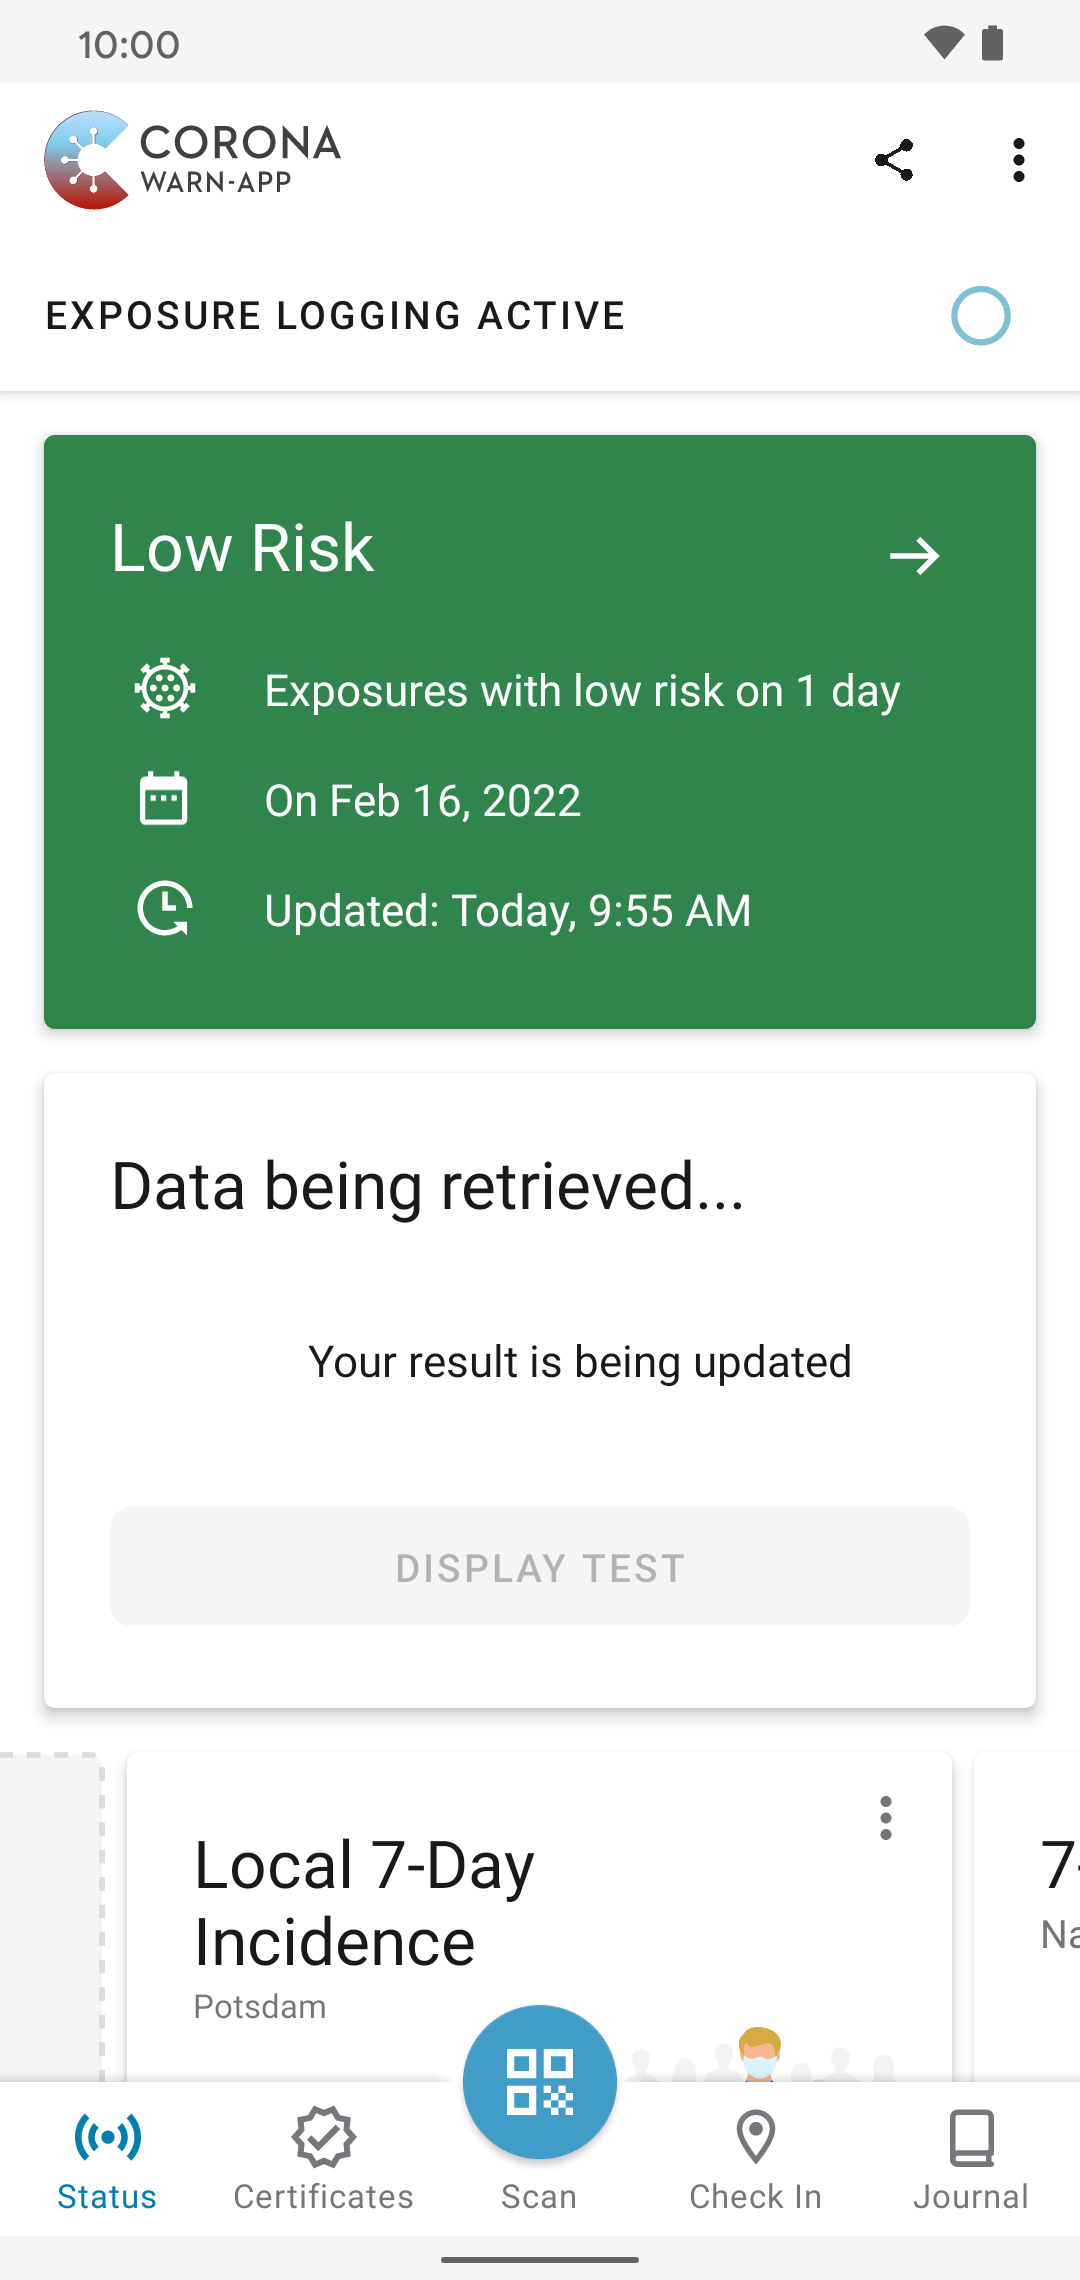 10:00
CORONA
WARN-APP
EXPOSURE LOGGING ACTIVE
Low Risk
Exposures with low risk on 1 day
On Feb 16, 2022
Updated: Today, 9:55 AM
Data being retrieved...
Your result is being updated
DISPLAY TEST
Local 7-Day
Incidence
Potsdam
7-
Na
Status
Certificates
Scan
Check In
Journal